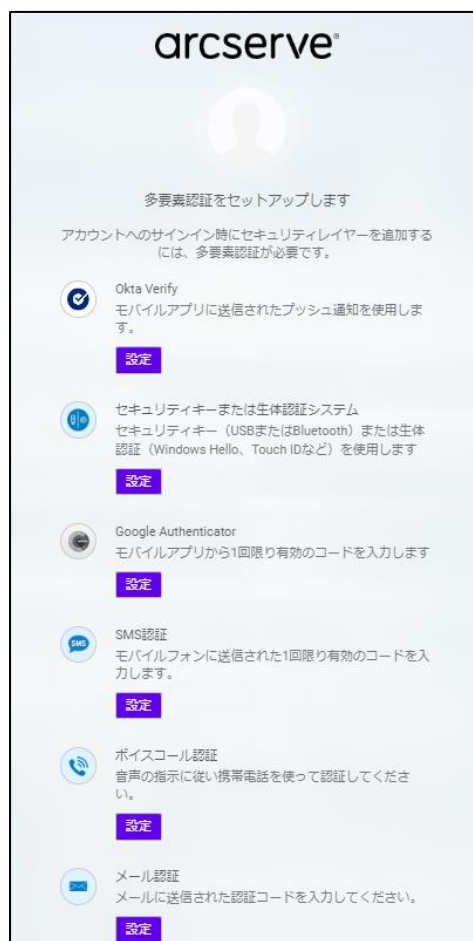 arcserve®
多要素認証をセットアップします
アカウントへのサインイン時にセキュリティレイヤーを追加する
には、多要素認証が必要です。
Okta Verify
モバイルアプリに送信されたプッシュ通知を使用しま
す。
設定
セキュリティキーまたは生体認証システム
セキュリティキー（USBまたはBluetooth）または生体
認証（Windows Hello、Touch IDなど）を使用します
設定
Google Authenticator
モバイルアプリから1回限り有効のコードを入力します
設定
SMS
SMS認証
モバイルフォンに送信された1回限り有効のコードを入
力します。
設定
ボイスコール認証
音声の指示に従い携帯電話を使って認証してくださ
い。
設定
メール認証
メールに送信された認証コードを入力してください。
設定